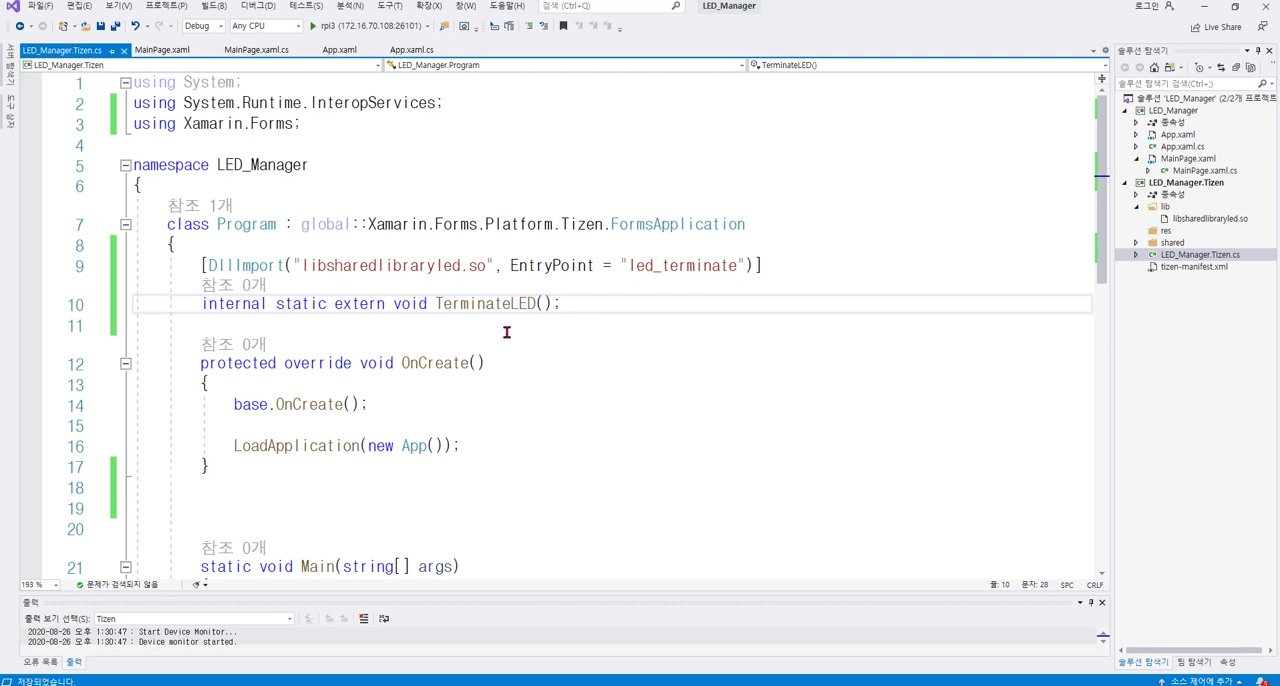 파일(F) 편집(E) 보기(V) 프로젝트(P) 빌드(B) 디버그(D) 테스트(S) 분석(N) 도구(T) 확장(X) 창(W) 도움말(H) 검색 (Ctrl+Q) LED_Manager 로그인
Debug Any CPU rpi3 (172.16.70.108:26101) Live Share
서버 탐색기
도구 상자
LED_Manager.Tizen.cs MainPage.xaml MainPage.xaml.cs App.xaml App.xaml.cs
LED_Manager.Tizen LED_Manager.Program TerminateLED()
1 using System;
2 using System.Runtime.InteropServices;
3 using Xamarin.Forms;
4
5 namespace LED_Manager
6 {
참조 1개
7 class Program : global::Xamarin.Forms.Platform.Tizen.FormsApplication
8 {
9 [DllImport("libsharedlibraryled.so", EntryPoint = "led_terminate")]
참조 0개
10 internal static extern void TerminateLED();
11
참조 0개
12 protected override void OnCreate()
13 {
14 base.OnCreate();
15
16 LoadApplication(new App());
17 }
18
19
20
참조 0개
21 static void Main(string[] args)
193 % 문제가 검색되지 않음 줄: 10 문자: 28 SPC CRLF
출력
출력 보기 선택(S): Tizen
2020-08-26 오후 1:30:47 : Start Device Monitor...
2020-08-26 오후 1:30:47 : Device monitor started.
오류 목록 출력
저장되었습니다. 소스 제어에 추가
솔루션 탐색기
솔루션 탐색기 검색(Ctrl+;)
솔루션 'LED_Manager' (2/2개 프로젝트
LED_Manager
종속성
App.xaml
App.xaml.cs
MainPage.xaml
MainPage.xaml.cs
LED_Manager.Tizen
종속성
lib
libsharedlibraryled.so
res
shared
LED_Manager.Tizen.cs
tizen-manifest.xml
솔루션 탐색기 팀 탐색기 속성